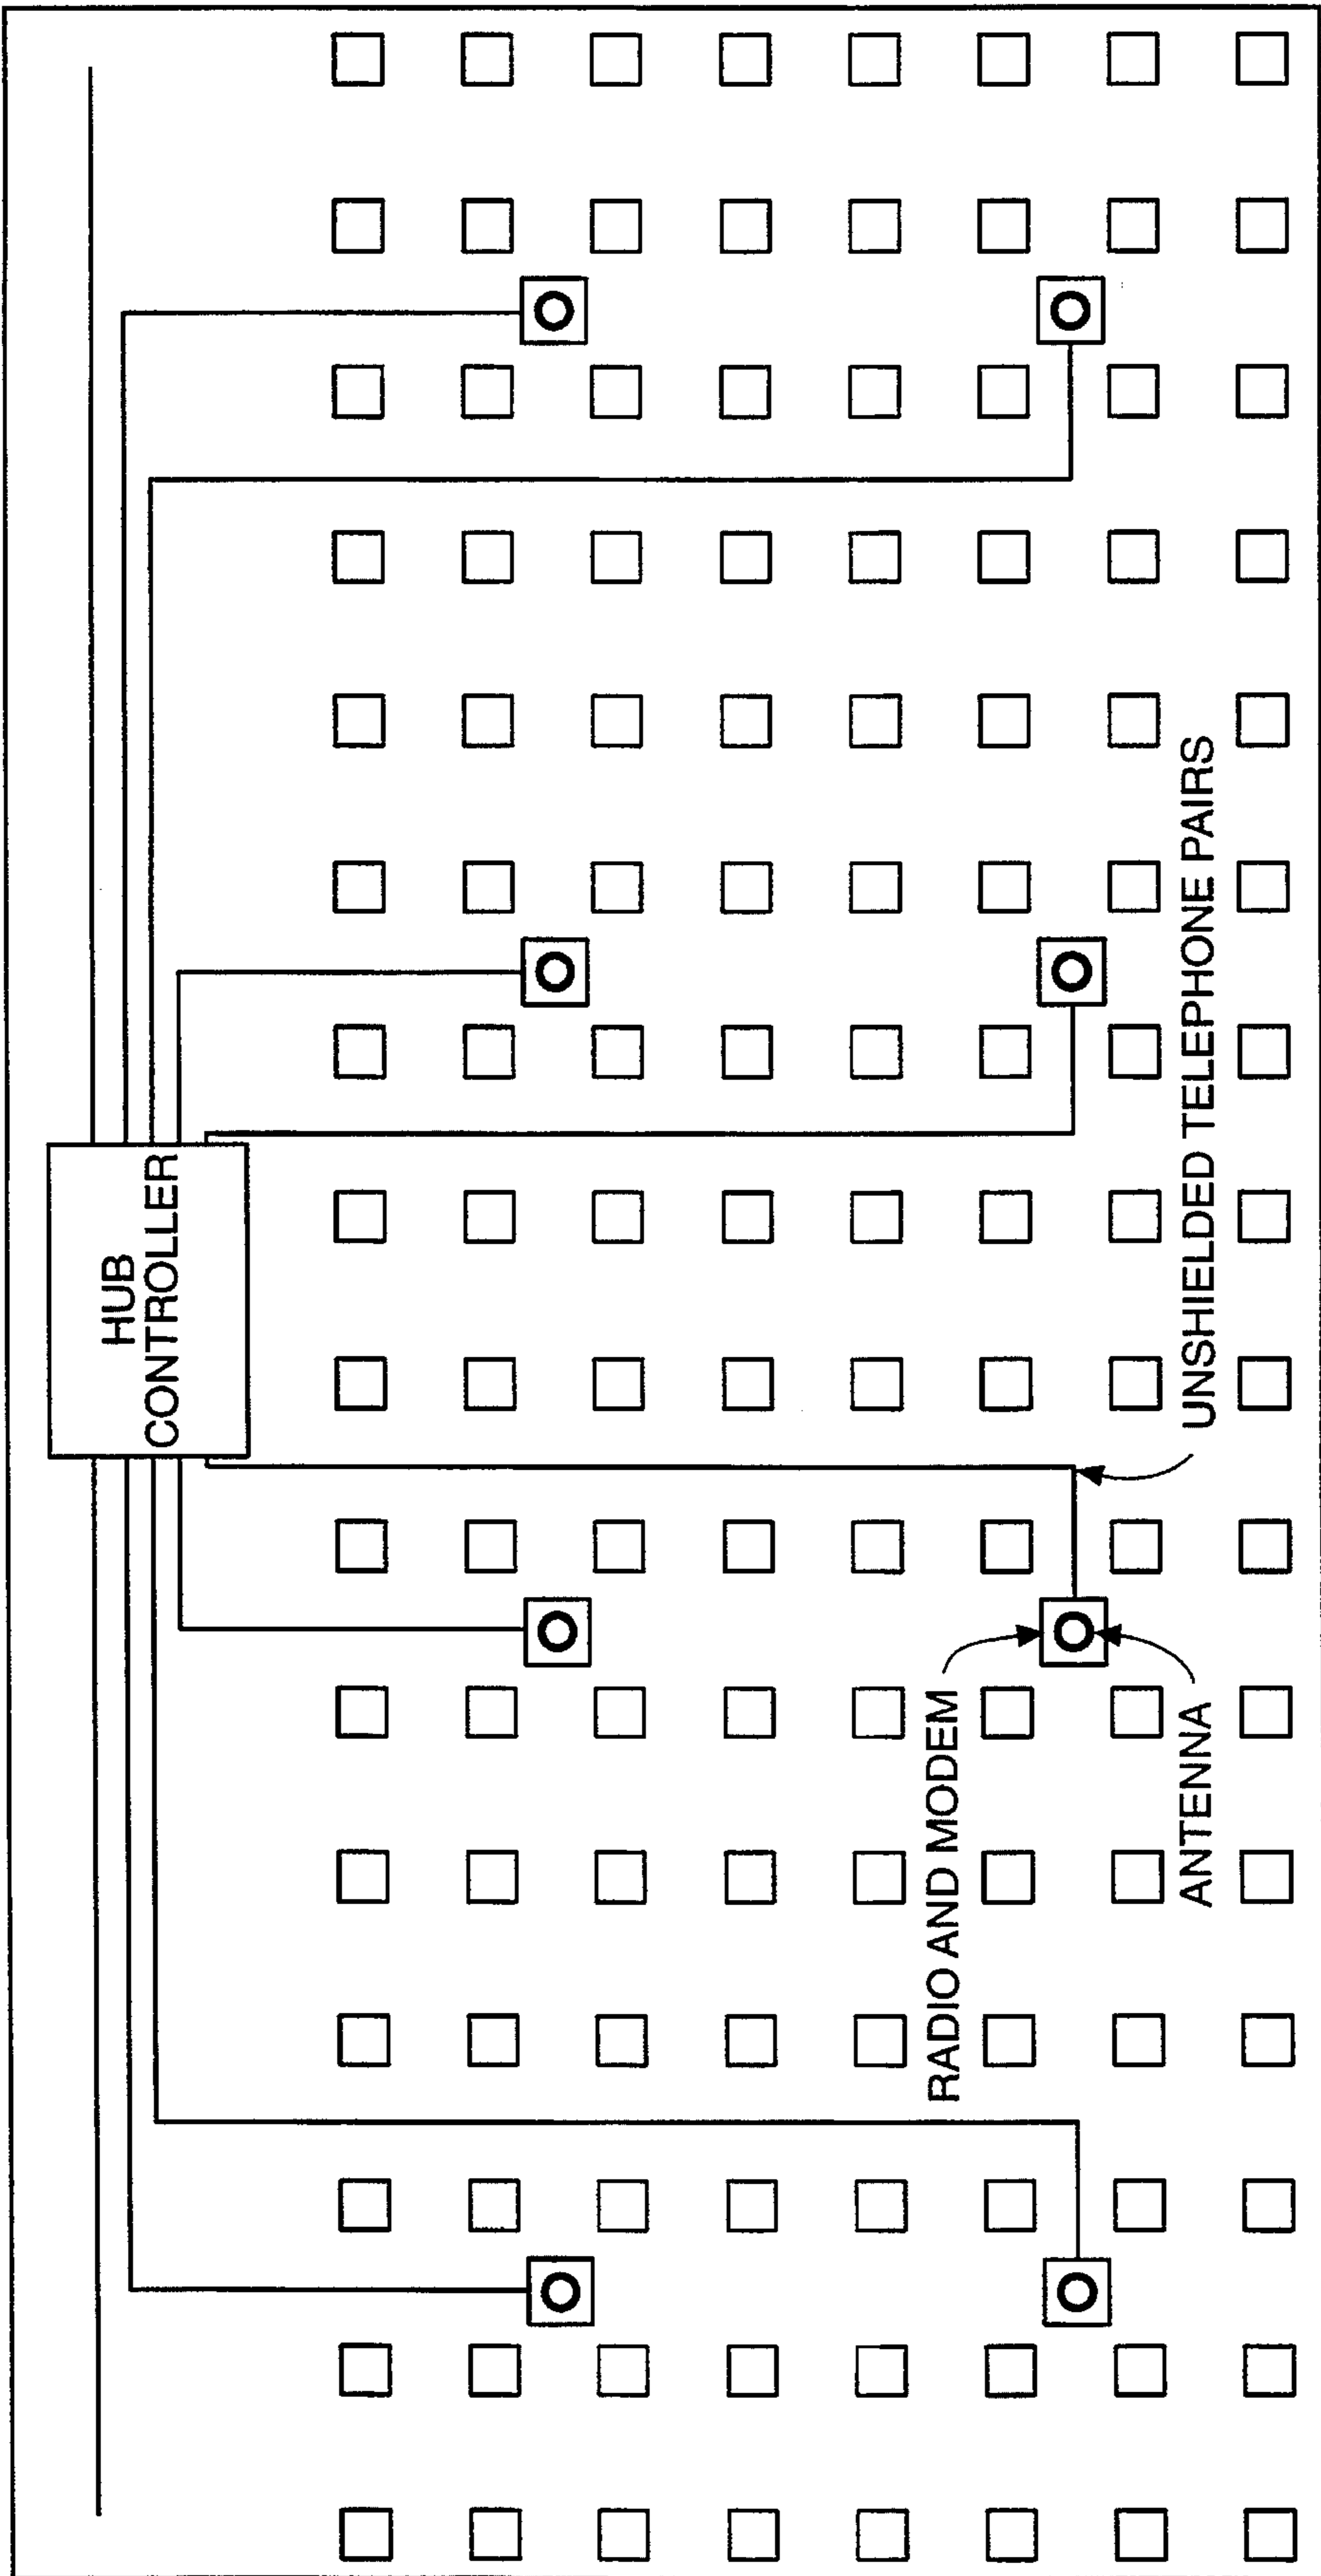 HUB
CONTROLLER
UNSHIELDED TELEPHONE PAIRS
RADIO AND MODEM
ANTENNA